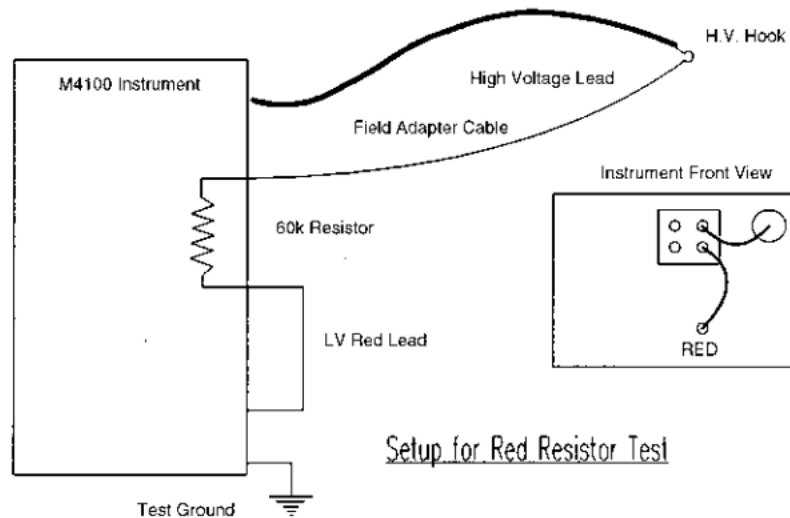 H.V. Hook
M4100 Instrument
High Voltage Lead
Field Adapter Cable
Instrument Front View
60k Resistor
LV Red Lead
RED
Setup for Red Resistor Test
Test Ground